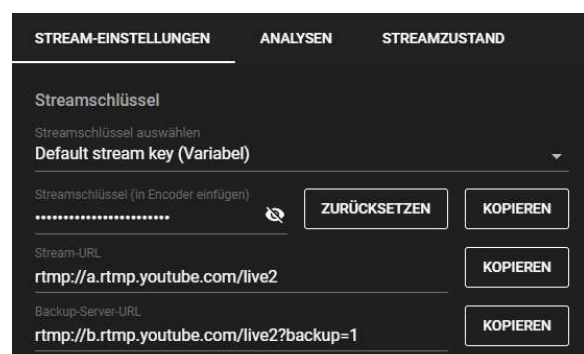 STREAM-EINSTELLUNGEN ANALYSEN STREAMZUSTAND
Streamschlüssel
Streamschlüssel auswählen
Default stream key (Variabel)
Streamschlüssel (in Encoder einfügen)
•••••••••••••••••••••••• ZURÜCKSETZEN KOPIEREN
Stream-URL
rtmp://a.rtmp.youtube.com/live2 KOPIEREN
Backup-Server-URL
rtmp://b.rtmp.youtube.com/live2?backup=1 KOPIEREN